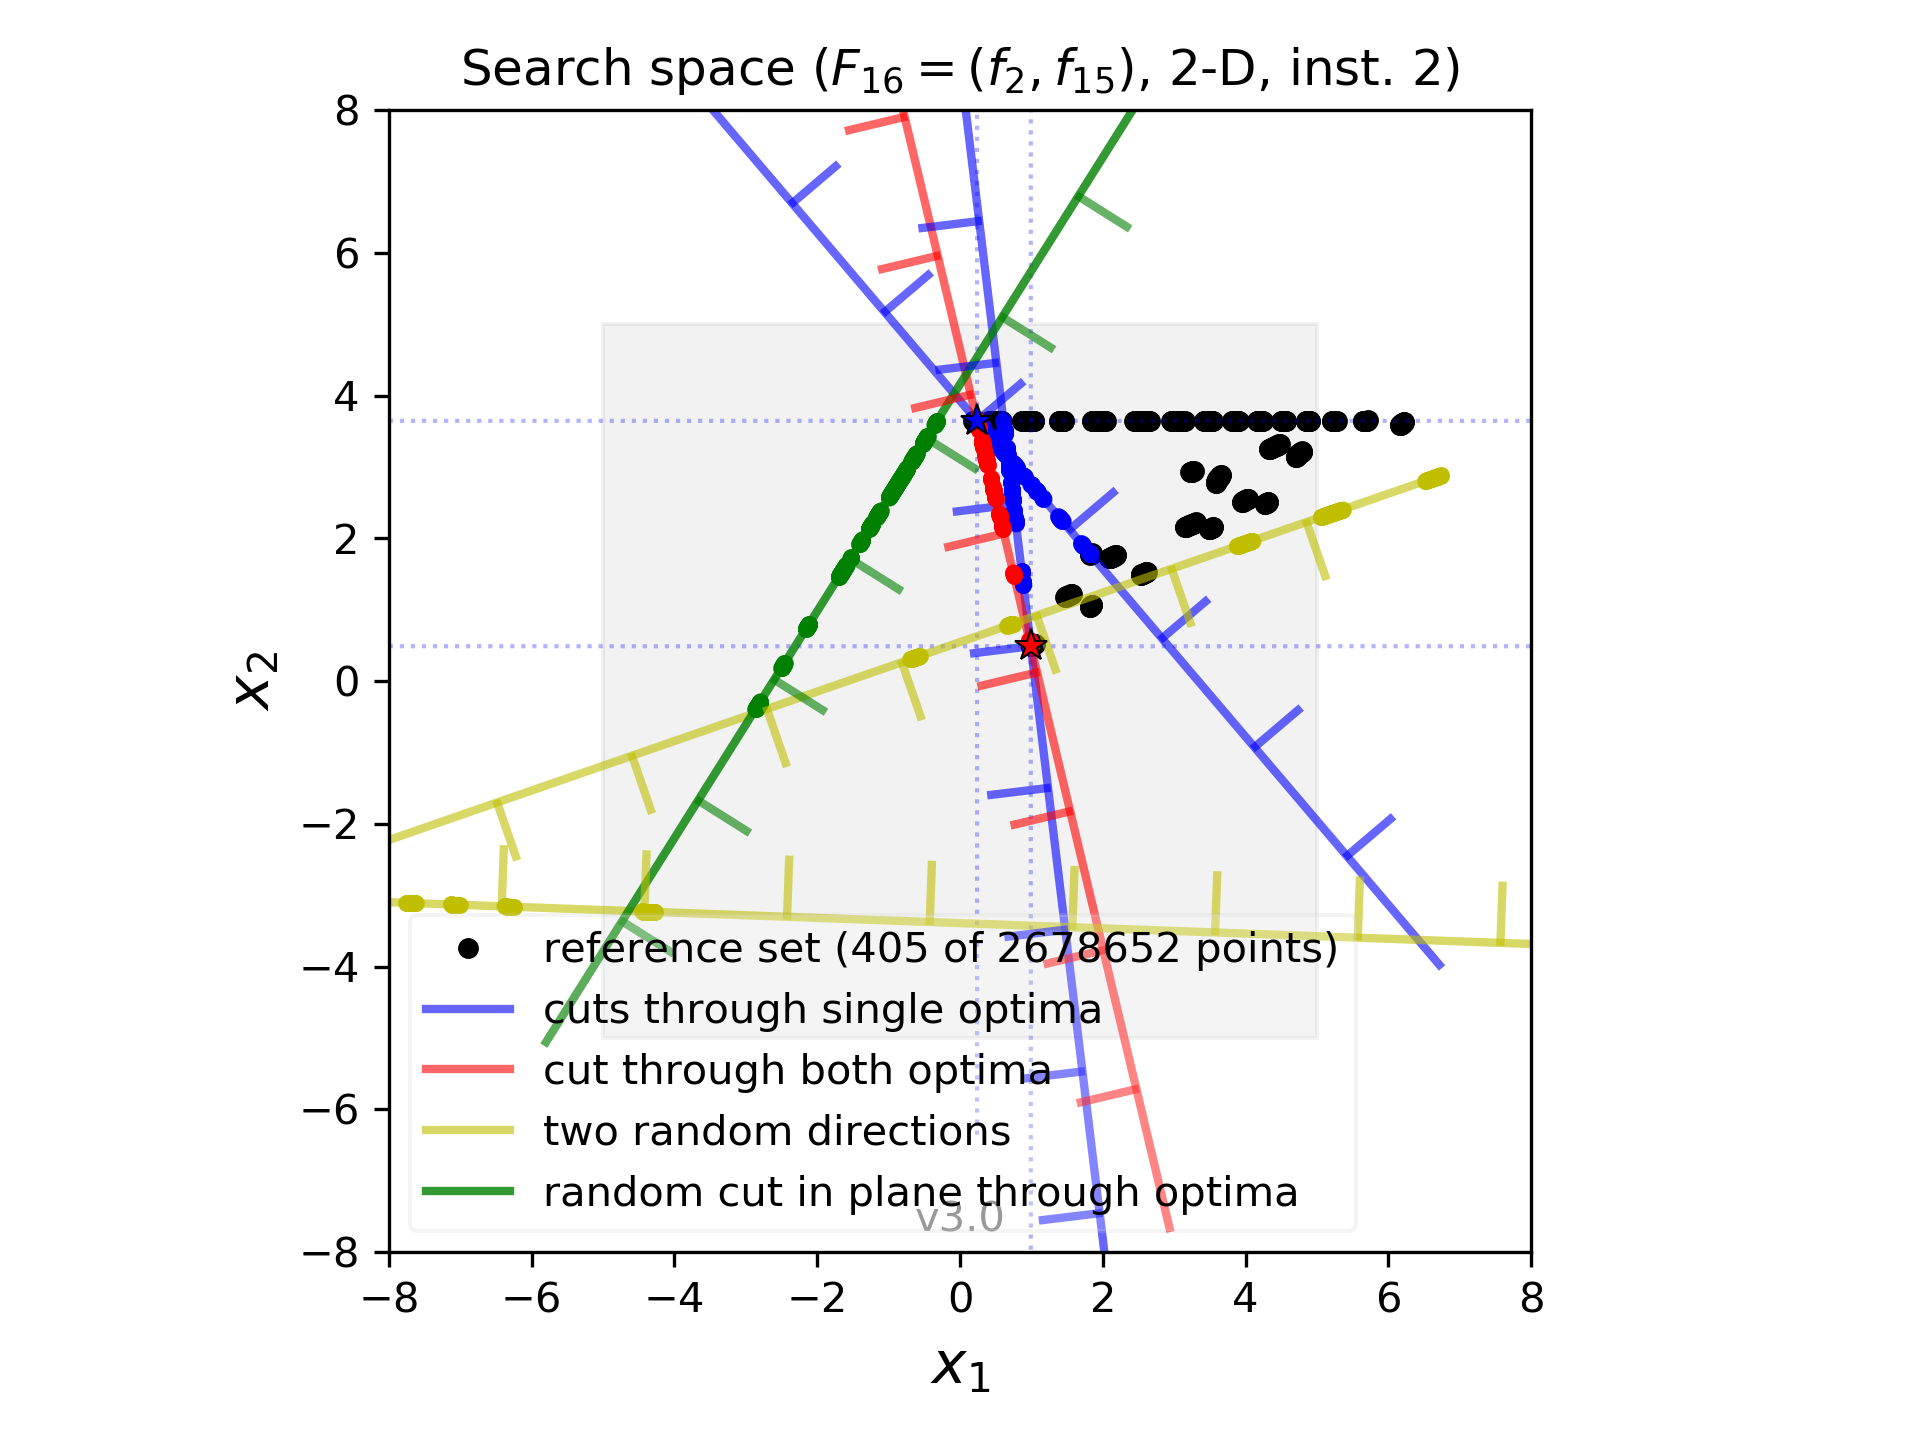 Search space (F₁₆ = (f₂, f₁₅), 2-D, inst. 2)
8
6
4
2
0
−2
−4
−6
−8
x₂
reference set (405 of 2678652 points)
cuts through single optima
cut through both optima
two random directions
random cut in plane through optima
v3.0
−8 −6 −4 −2 0 2 4 6 8
x₁